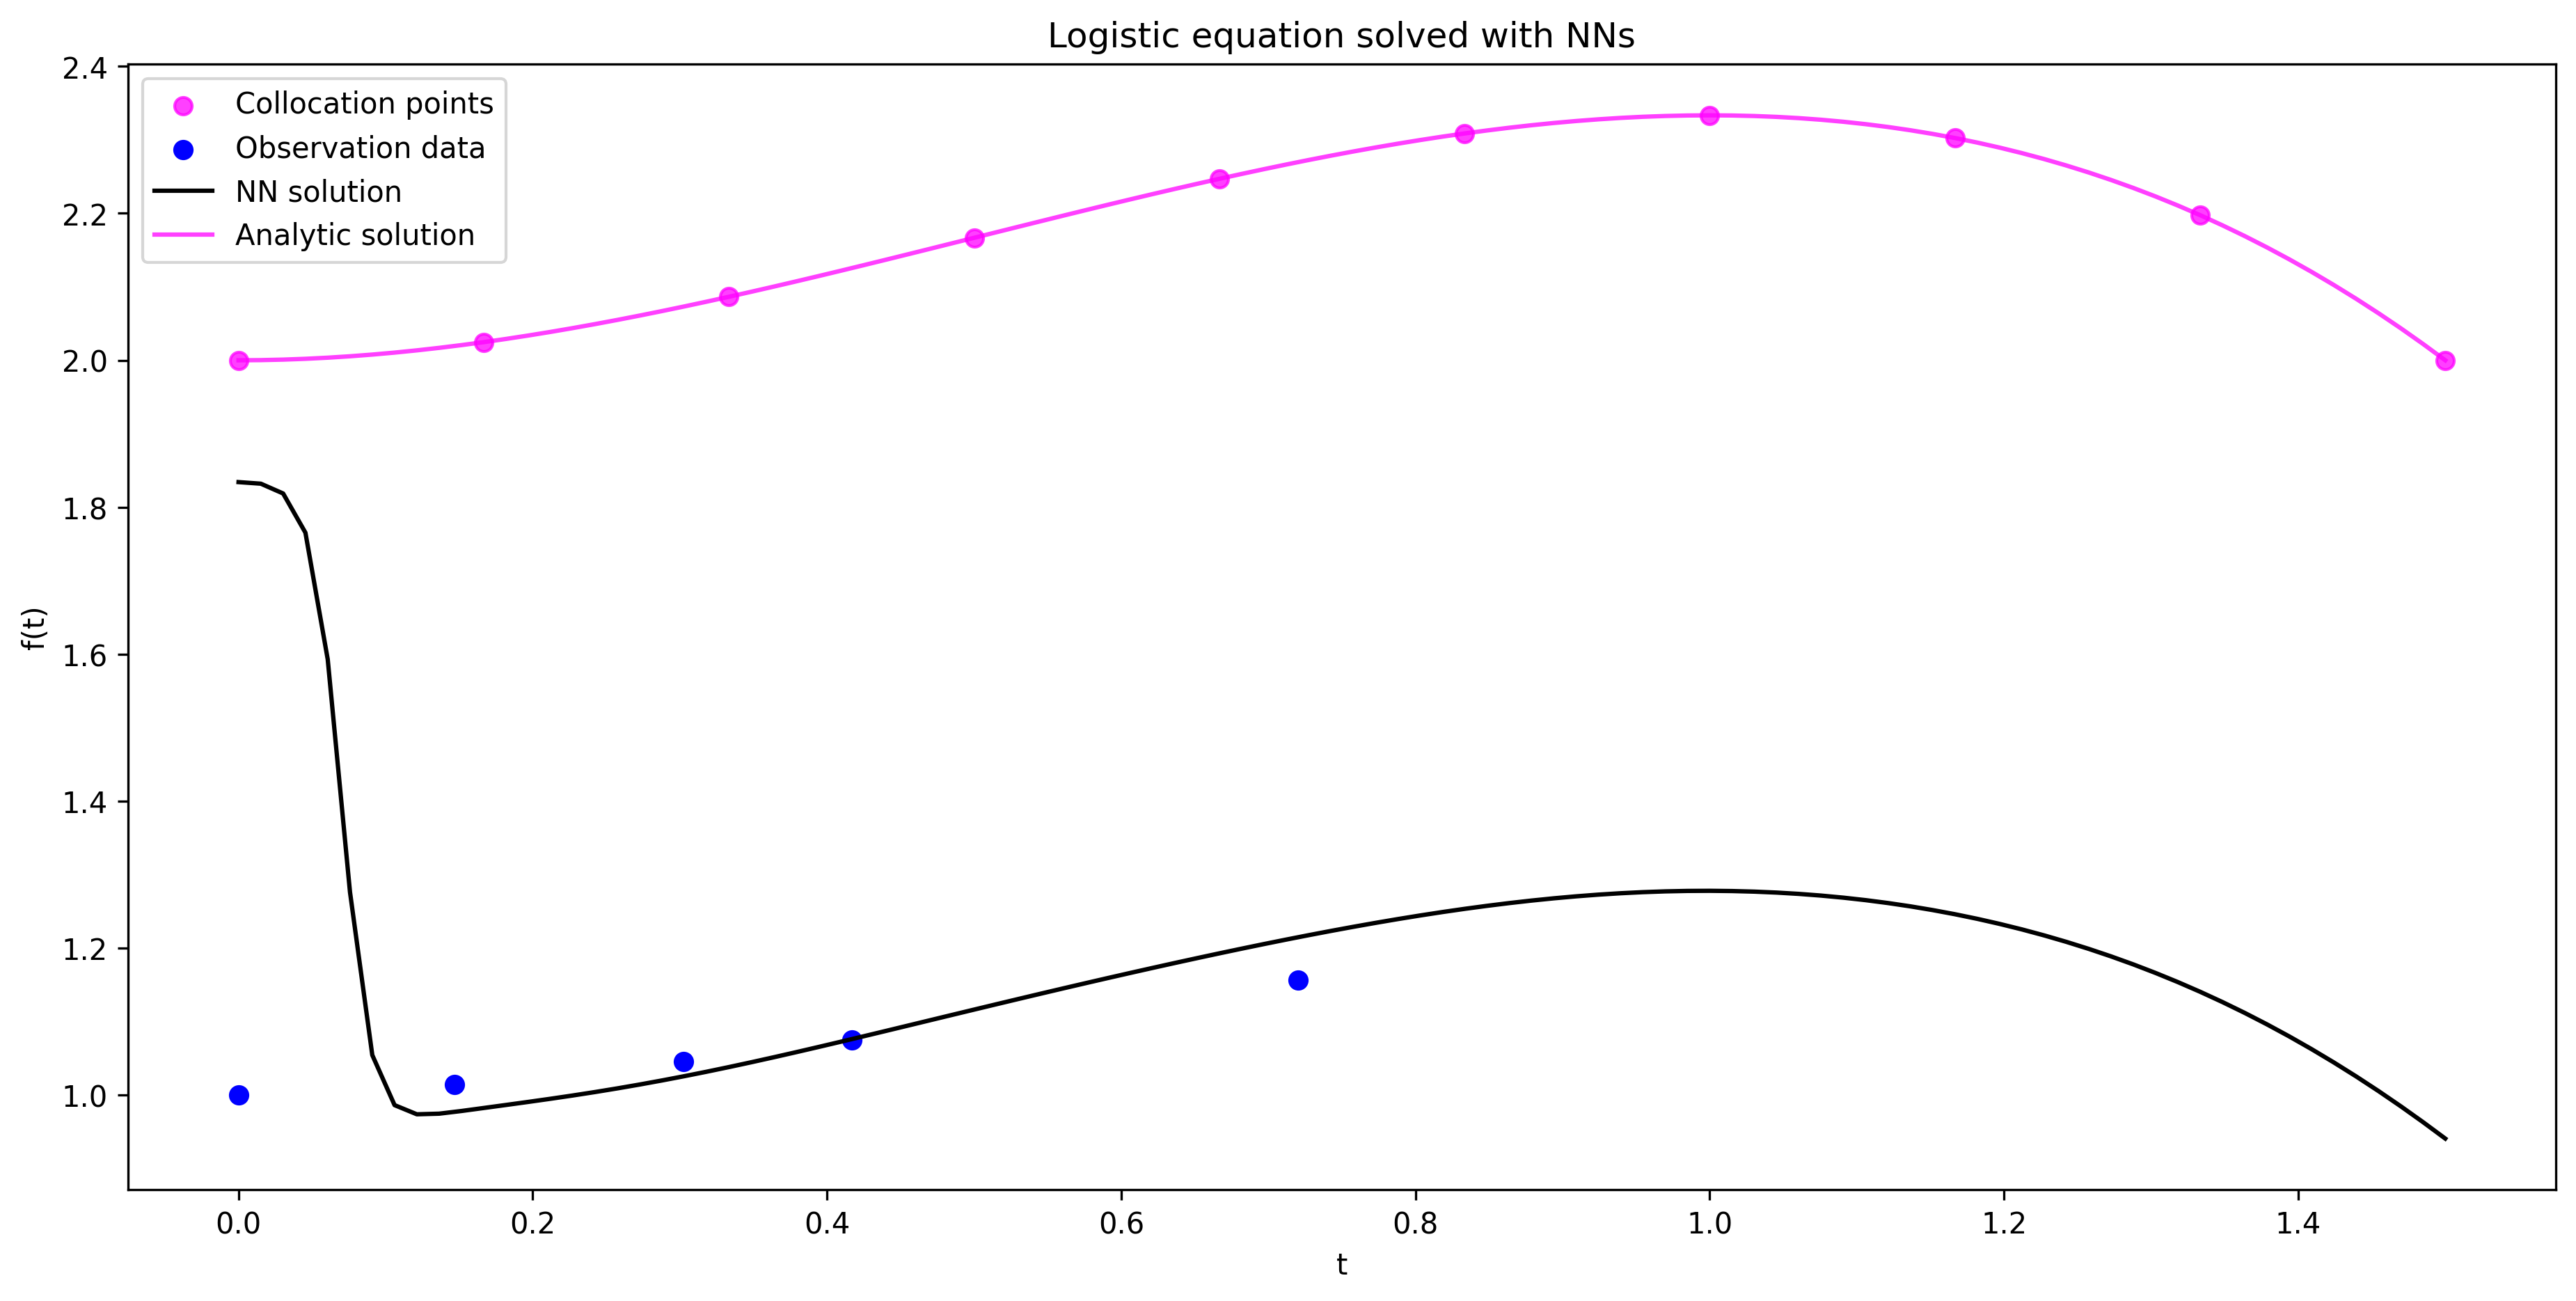 Logistic equation solved with NNs
Collocation points
Observation data
NN solution
Analytic solution
f(t)
2.4
2.2
2.0
1.8
1.6
1.4
1.2
1.0
0.0 0.2 0.4 0.6 0.8 1.0 1.2 1.4
t